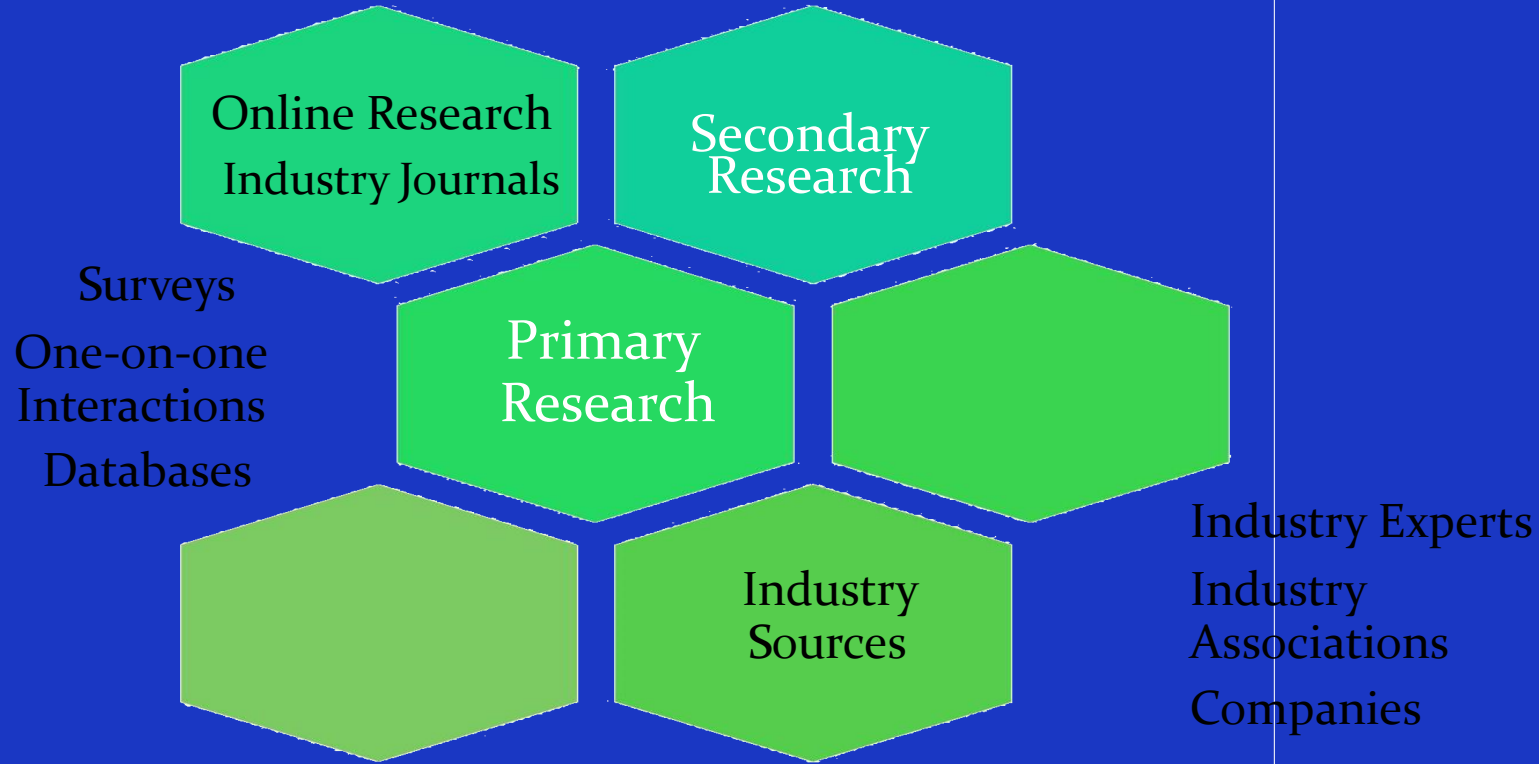 Online Research
Industry Journals
Secondary
Research
Surveys
One-on-one
Interactions
Databases
Primary
Research
Industry
Sources
Industry Experts
Industry
Associations
Companies